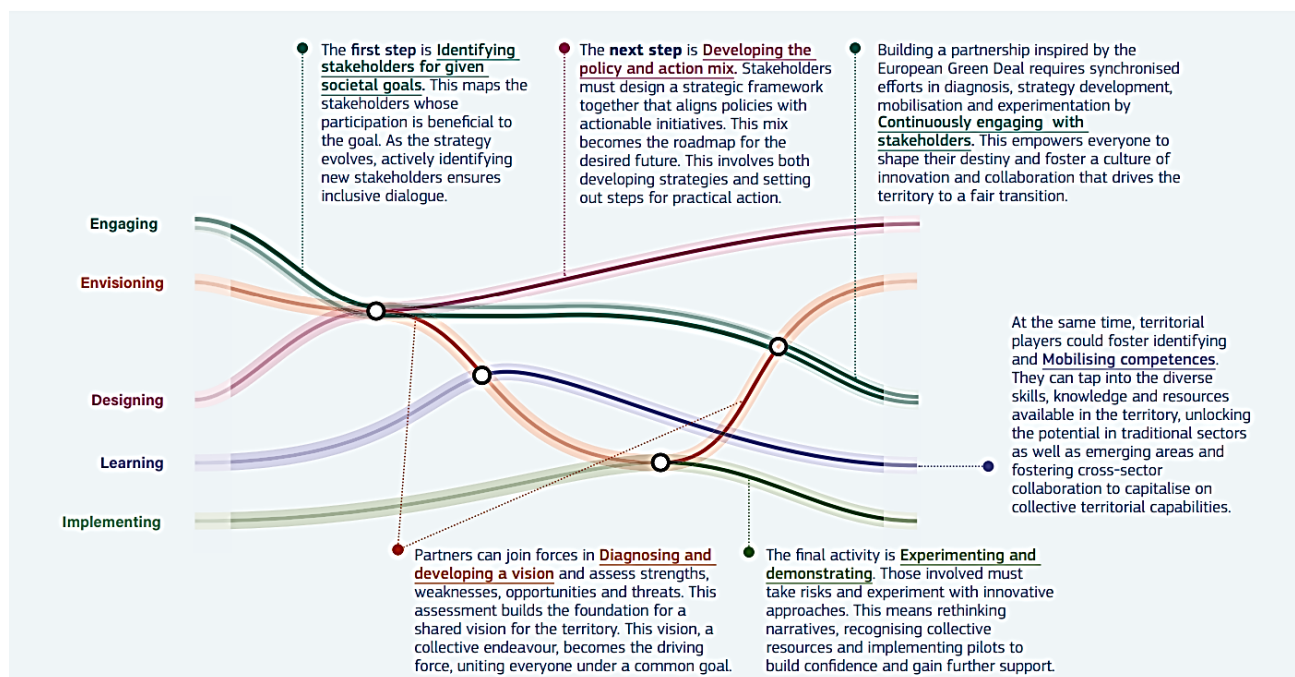 The first step is Identifying
stakeholders for given
societal goals. This maps the
stakeholders whose
participation is beneficial to
the goal. As the strategy
evolves, actively identifying
new stakeholders ensures
inclusive dialogue.
The next step is Developing the
policy and action mix. Stakeholders
must design a strategic framework
together that aligns policies with
actionable initiatives. This mix
becomes the roadmap for the
desired future. This involves both
developing strategies and setting
out steps for practical action.
Building a partnership inspired by the
European Green Deal requires synchronised
efforts in diagnosis, strategy development,
mobilisation and experimentation by
Continuously engaging with
stakeholders. This empowers everyone to
shape their destiny and foster a culture of
innovation and collaboration that drives the
territory to a fair transition.
Engaging
Envisioning
Designing
Learning
Implementing
At the same time, territorial
players could foster identifying
and Mobilising competences.
They can tap into the diverse
skills, knowledge and resources
available in the territory, unlocking
the potential in traditional sectors
as well as emerging areas and
fostering cross-sector
collaboration to capitalise on
collective territorial capabilities.
Partners can join forces in Diagnosing and
developing a vision and assess strengths,
weaknesses, opportunities and threats. This
assessment builds the foundation for a
shared vision for the territory. This vision, a
collective endeavour, becomes the driving
force, uniting everyone under a common goal.
The final activity is Experimenting and
demonstrating. Those involved must
take risks and experiment with innovative
approaches. This means rethinking
narratives, recognising collective
resources and implementing pilots to
build confidence and gain further support.